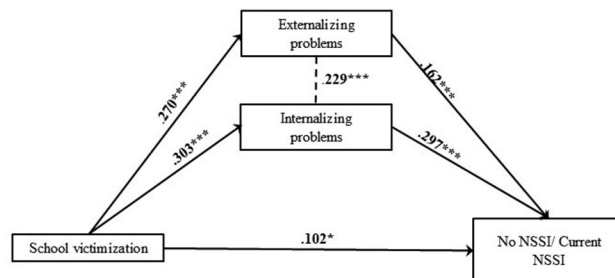 Externalizing
problems
.270***
.162***
.229***
Internalizing
problems
.303***
.297***
School victimization
.102*
No NSSI/ Current
NSSI